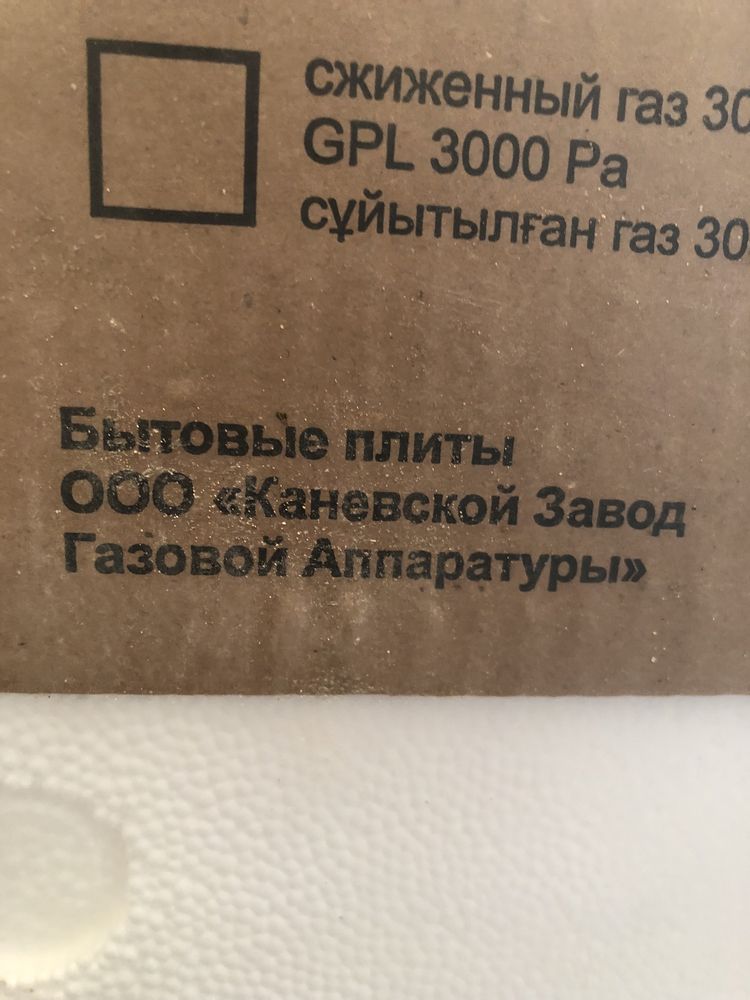 сжиженный газ 30
GPL 3000 Pa
сұйытылған газ 30
Бытовые плиты
ООО «Каневской Завод
Газовой Аппаратуры»